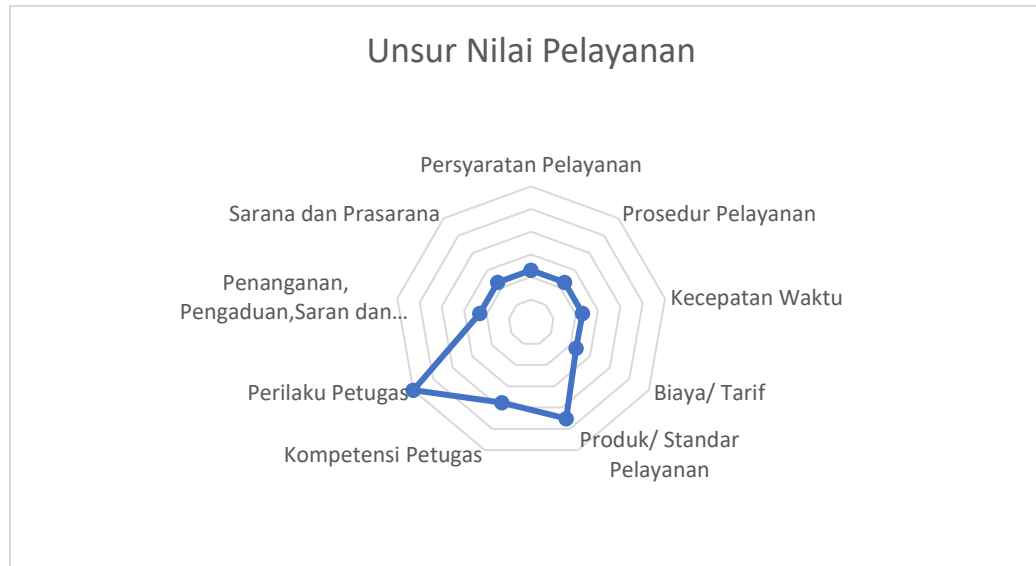 Unsur Nilai Pelayanan
Persyaratan Pelayanan
Prosedur Pelayanan
Kecepatan Waktu
Biaya/ Tarif
Produk/ Standar
Pelayanan
Kompetensi Petugas
Perilaku Petugas
Penanganan,
Pengaduan,Saran dan...
Sarana dan Prasarana